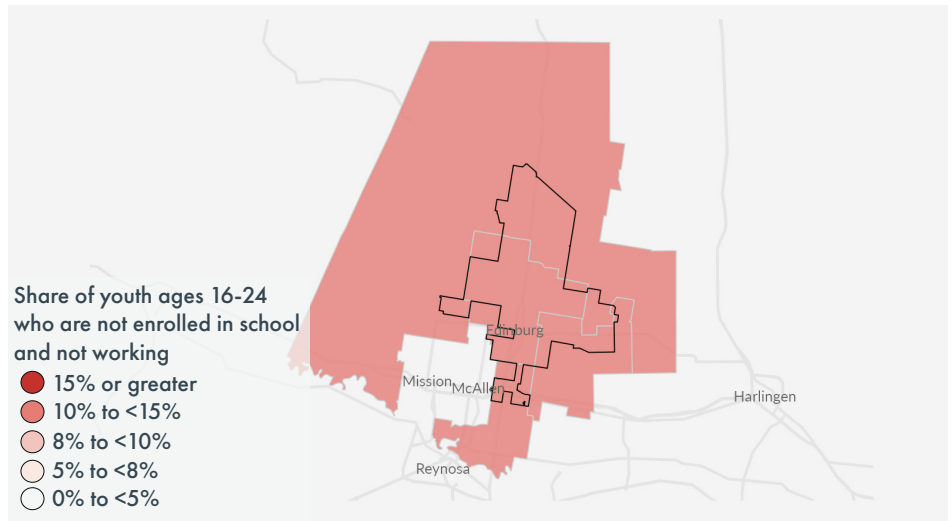 Share of youth ages 16-24
who are not enrolled in school
and not working
15% or greater
10% to <15%
8% to <10%
5% to <8%
0% to <5%
Edinburg
Mission
McAllen
Harlingen
Reynosa